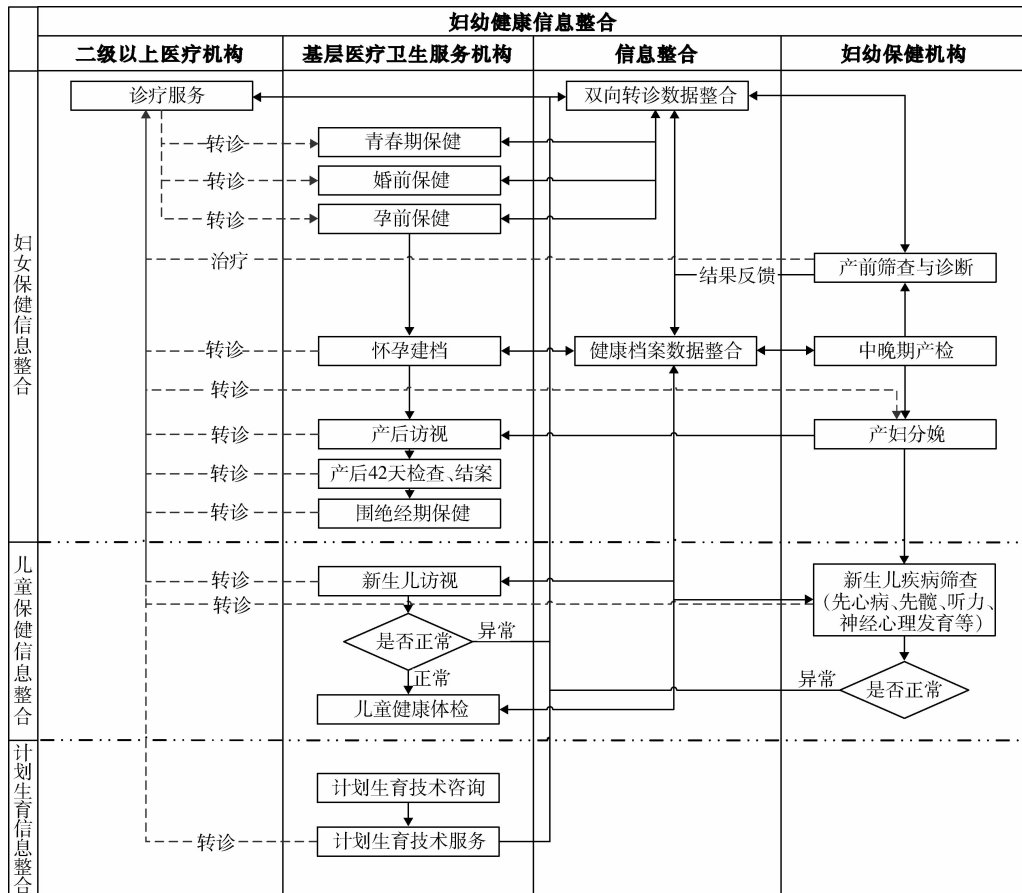 妇幼健康信息整合
二级以上医疗机构
基层医疗卫生服务机构
信息整合
妇幼保健机构
妇女保健信息整合
诊疗服务
双向转诊数据整合
转诊
青春期保健
转诊
婚前保健
转诊
孕前保健
治疗
产前筛查与诊断
结果反馈
转诊
怀孕建档
健康档案数据整合
中晚期产检
转诊
转诊
产后访视
产妇分娩
转诊
产后42天检查、结案
转诊
围绝经期保健
儿童保健信息整合
转诊
新生儿访视
新生儿疾病筛查
(先心病、先髋、听力、
神经心理发育等)
转诊
是否正常
异常
正常
异常
是否正常
儿童健康体检
计划生育信息整合
计划生育技术咨询
转诊
计划生育技术服务